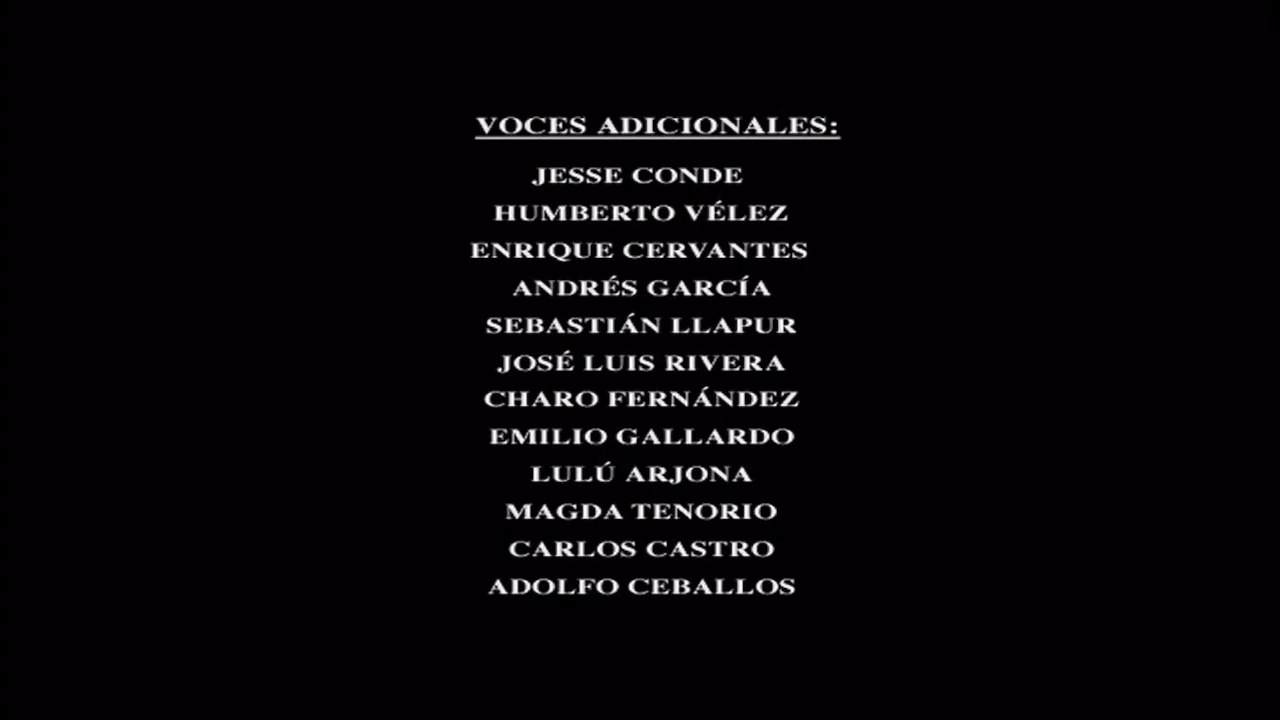 VOCES ADICIONALES:
JESSE CONDE
HUMBERTO VÉLEZ
ENRIQUE CERVANTES
ANDRÉS GARCÍA
SEBASTIÁN LLAPUR
JOSÉ LUIS RIVERA
CHARO FERNÁNDEZ
EMILIO GALLARDO
LULÚ ARJONA
MAGDA TENORIO
CARLOS CASTRO
ADOLFO CEBALLOS